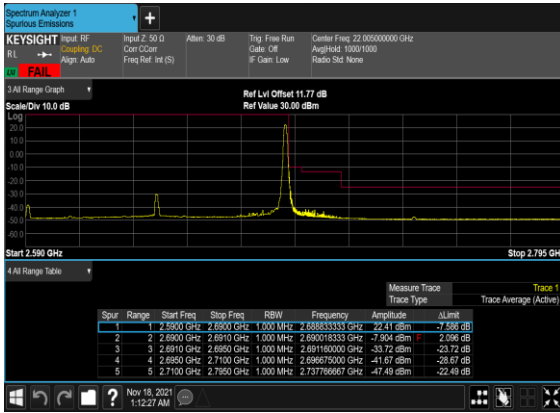 Spectrum Analyzer 1
Spurious Emissions
+
KEYSIGHT Input: RF Input Z: 50 Ω Atten: 30 dB Trig: Free Run Center Freq: 22.005000000 GHz
RL Coupling: DC Corr CCorr Gate: Off Avg|Hold: 1000/1000
Align: Auto Freq Ref: Int (S) IF Gain: Low Radio Std: None
LNI FAIL
3 All Range Graph
Ref Lvl Offset 11.77 dB
Scale/Div 10.0 dB Ref Value 30.00 dBm
Log
20.0
10.0
0.00
-10.0
-20.0
-30.0
-40.0
-50.0
-60.0
Start 2.590 GHz Stop 2.795 GH
4 All Range Table
Measure Trace Trace 1
Trace Type Trace Average (Active)
Spur Range Start Freq Stop Freq RBW Frequency Amplitude ΔLimit
1 1 2.5900 GHz 2.6900 GHz 1.000 MHz 2.688833333 GHz 22.41 dBm -7.586 dB
2 2 2.6900 GHz 2.6910 GHz 1.000 MHz 2.690018333 GHz -7.904 dBm F 2.096 dB
3 3 2.6910 GHz 2.6950 GHz 1.000 MHz 2.691160000 GHz -33.72 dBm -23.72 dB
4 4 2.6950 GHz 2.7100 GHz 1.000 MHz 2.696675000 GHz -41.67 dBm -28.67 dB
5 5 2.7100 GHz 2.7950 GHz 1.000 MHz 2.737766667 GHz -47.49 dBm -22.49 dB
?
Nov 18, 2021
1:12:27 AM